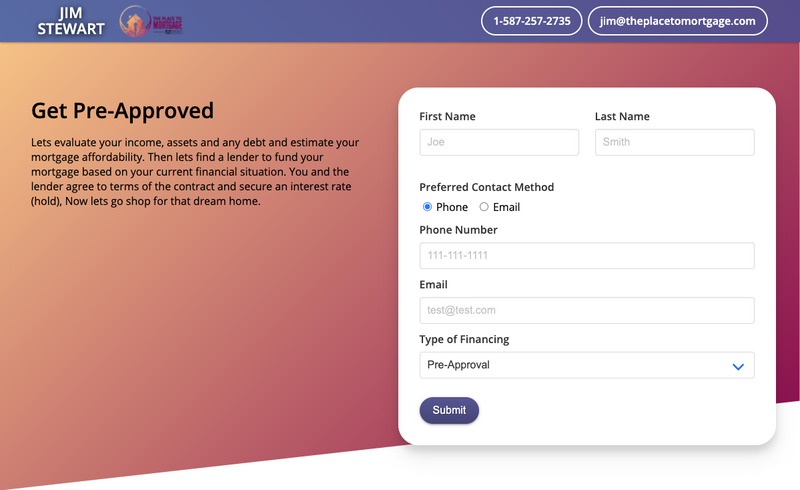 JIM
STEWART
THE PLACE TO
MORTGAGE
1-587-257-2735
jim@theplacetomortgage.com
Get Pre-Approved
Lets evaluate your income, assets and any debt and estimate your
mortgage affordability. Then lets find a lender to fund your
mortgage based on your current financial situation. You and the
lender agree to terms of the contract and secure an interest rate
(hold), Now lets go shop for that dream home.
First Name
Last Name
Joe
Smith
Preferred Contact Method
Phone
Email
Phone Number
111-111-1111
Email
test@test.com
Type of Financing
Pre-Approval
Submit